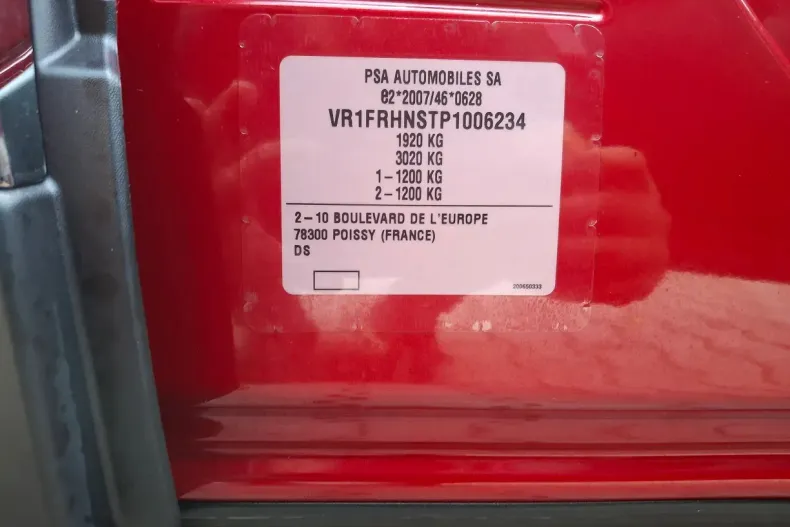 PSA AUTOMOBILES SA
e2*2007/46*0628
VR1FRHNSTP1006234
1920 KG
3020 KG
1-1200 KG
2-1200 KG
2-10 BOULEVARD DE L'EUROPE
78300 POISSY (FRANCE)
DS